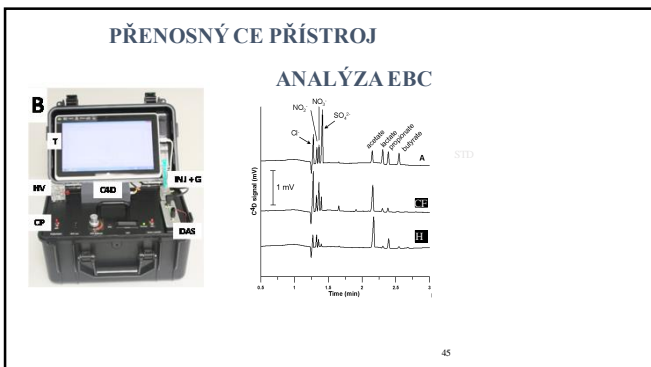 PŘENOSNÝ CE PŘÍSTROJ
ANALÝZA EBC
B
T
HV
C4D
INJ + G
CP
DAS
NO₂⁻
NO₃⁻
SO₄²⁻
Cl⁻
acetate
lactate
propionate
butyrate
A
STD
CF
H
C⁴D signal (mV)
1 mV
0.5 1 1.5 2 2.5 3
Time (min)
45